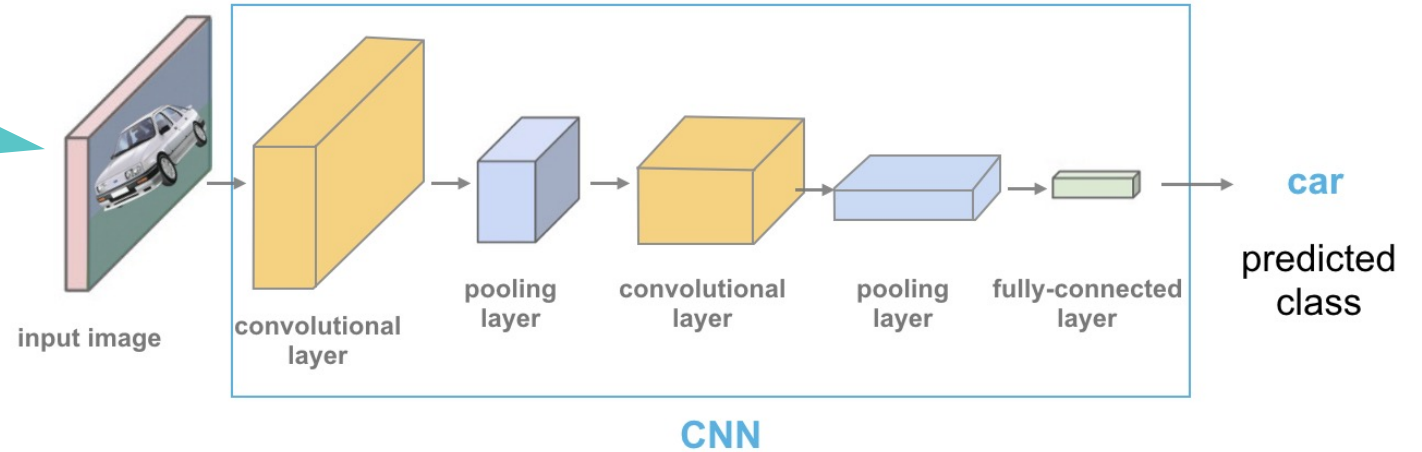 input image
convolutional
layer
pooling
layer
convolutional
layer
pooling
layer
fully-connected
layer
car
predicted
class
CNN